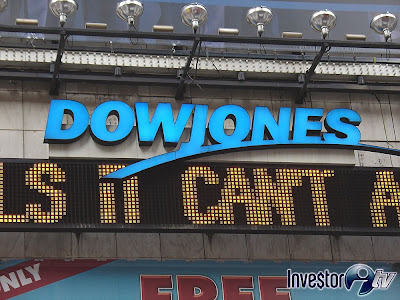 DOWJONES
LS IT CAN'T A
ONLY
FREE
Investor tv